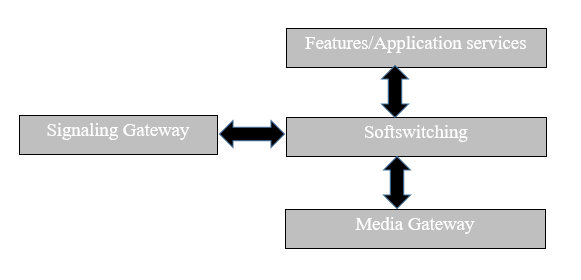 Features/Application services
Signaling Gateway
Softswitching
Media Gateway